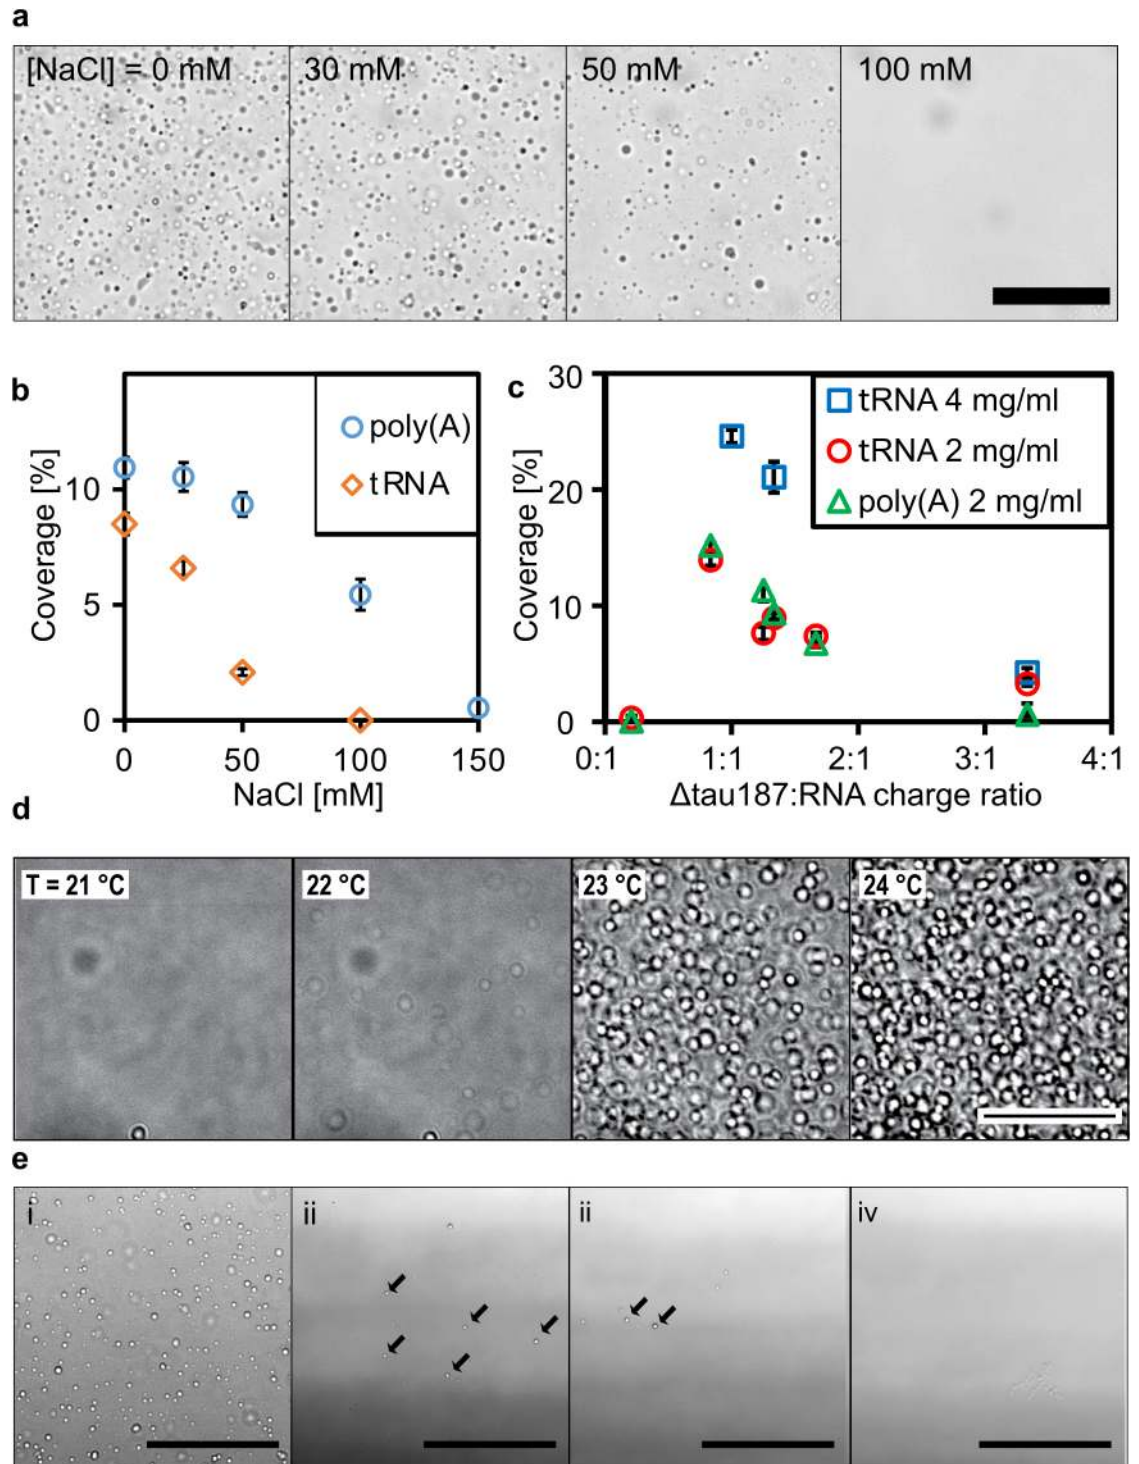 a
[NaCl] = 0 mM
30 mM
50 mM
100 mM
b
Coverage [%]
10
5
0
0
50
100
150
NaCl [mM]
poly(A)
tRNA
c
Coverage [%]
30
20
10
0
0:1
1:1
2:1
3:1
4:1
Δtau187:RNA charge ratio
tRNA 4 mg/ml
tRNA 2 mg/ml
poly(A) 2 mg/ml
d
T = 21 °C
22 °C
23 °C
24 °C
e
i
ii
ii
iv